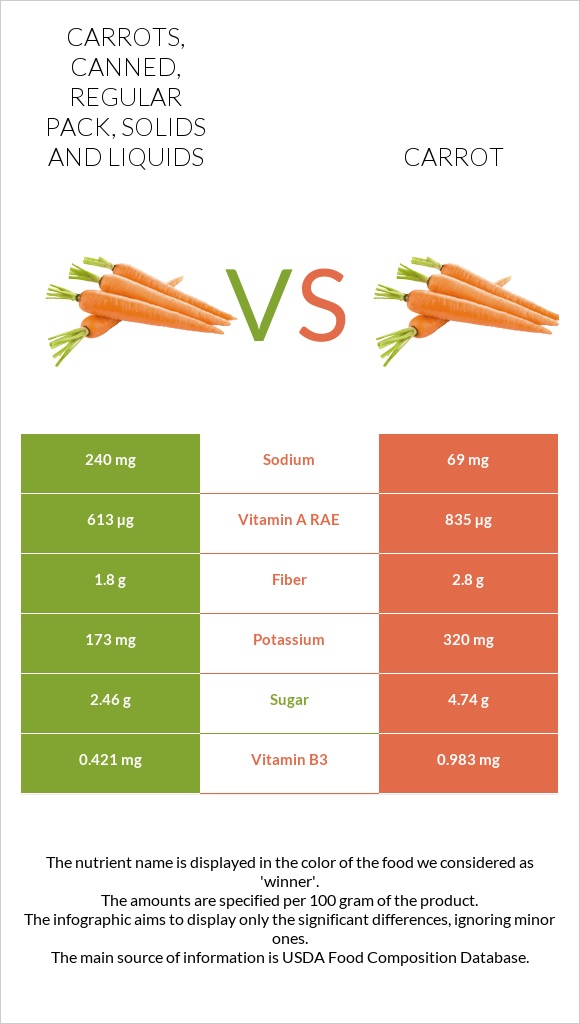 CARROTS,
CANNED,
REGULAR
PACK, SOLIDS
AND LIQUIDS
CARROT
VS
240 mg Sodium 69 mg
613 µg Vitamin A RAE 835 µg
1.8 g Fiber 2.8 g
173 mg Potassium 320 mg
2.46 g Sugar 4.74 g
0.421 mg Vitamin B3 0.983 mg
The nutrient name is displayed in the color of the food we considered as
'winner'.
The amounts are specified per 100 gram of the product.
The infographic aims to display only the significant differences, ignoring minor
ones.
The main source of information is USDA Food Composition Database.